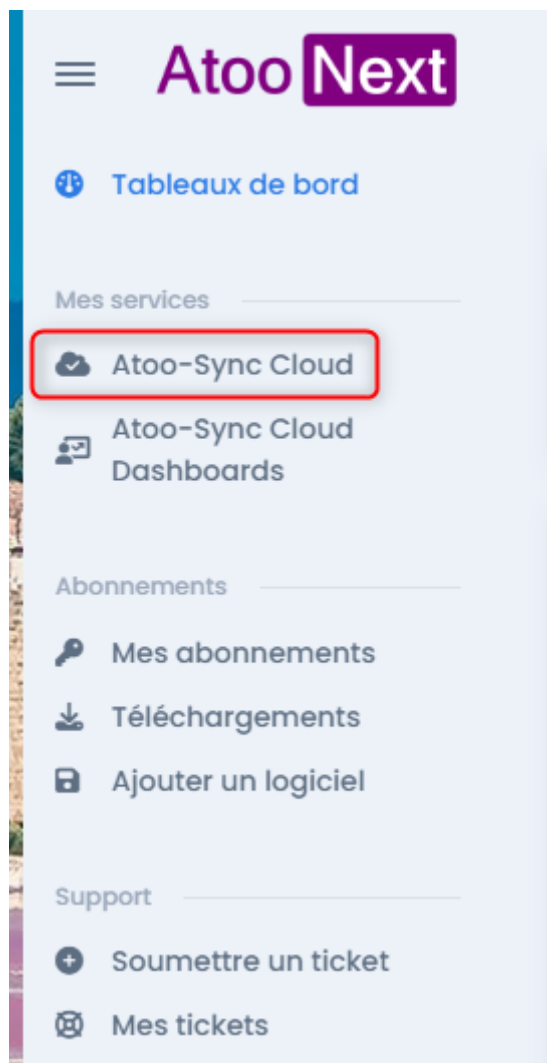 Atoo Next
Tableaux de bord
Mes services
Atoo-Sync Cloud
Atoo-Sync Cloud
Dashboards
Abonnements
Mes abonnements
Téléchargements
Ajouter un logiciel
Support
Soumettre un ticket
Mes tickets